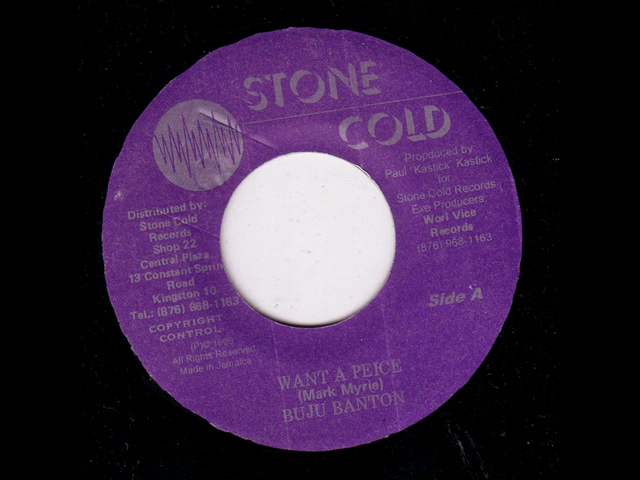 STONE
COLD
Propduced by
Paul "Kastick" Kastick
for
Stone Cold Records
Exe Producers:
Worl Vice
Records
(876) 968-1163
Distributed by:
Stone Cold
Records
Shop 22
Central Plaza
13 Constant Spring
Road
Kingston 10
Tel.: (876) 968-1163
COPYRIGHT
CONTROL
(P)© 1999
All Rights Reserved
Made in Jamaica
Side A
WANT A PEICE
(Mark Myrie)
BUJU BANTON